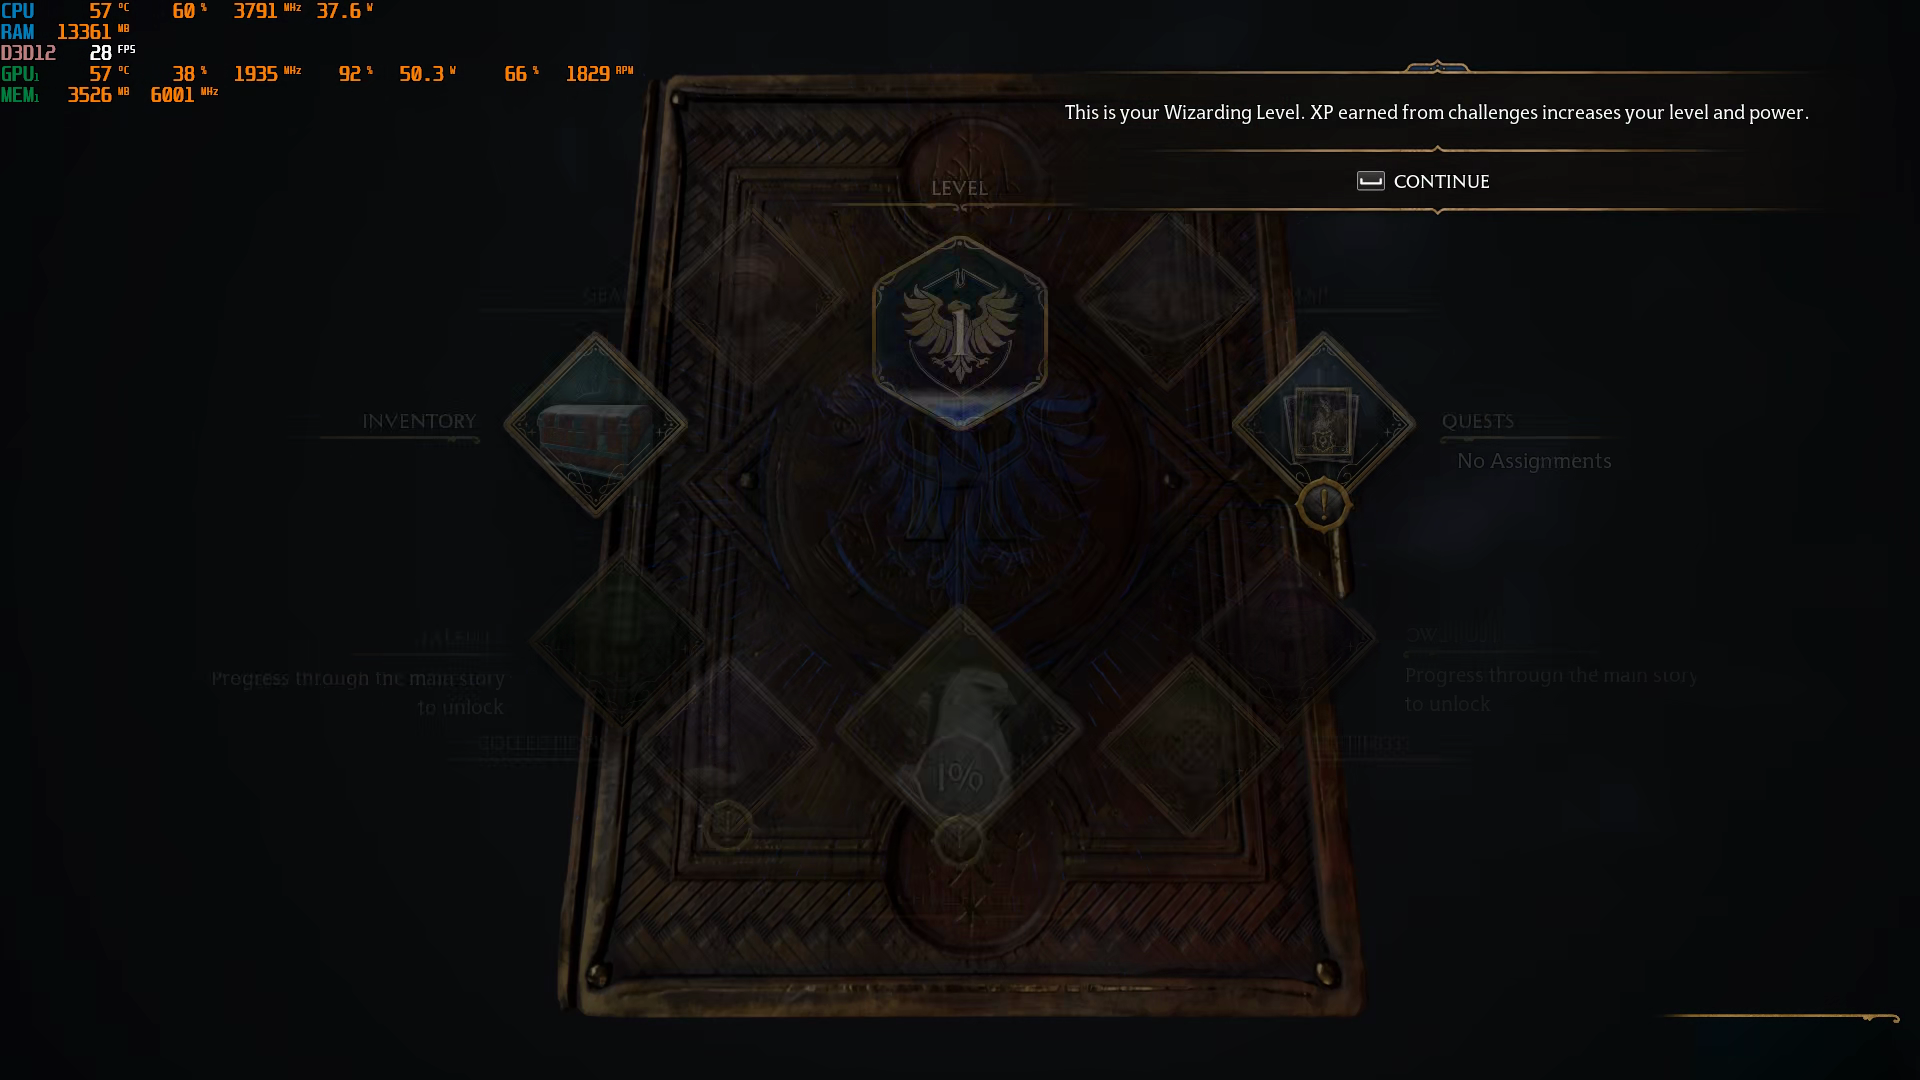 CPU 57 °C 60 % 3791 MHz 37.6 W
RAM 13361 MB
D3D12 28 FPS
GPU1 57 °C 38 % 1935 MHz 92 % 50.3 W 66 % 1829 RPM
MEM1 3526 MB 6001 MHz
This is your Wizarding Level. XP earned from challenges increases your level and power.
CONTINUE
LEVEL
1
INVENTORY
QUESTS
No Assignments
Progress through the main story
to unlock
Progress through the main story
to unlock
1%